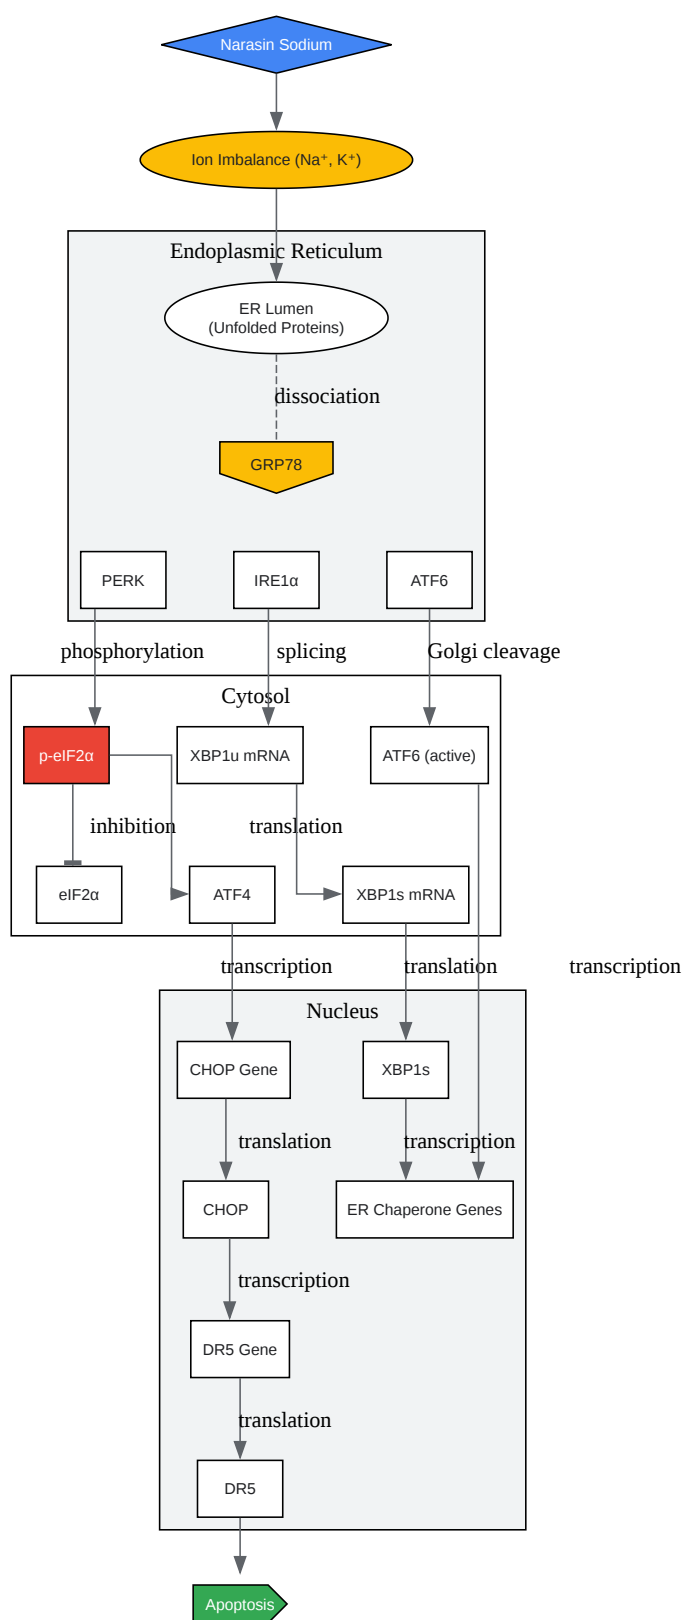 Narasin Sodium
Ion Imbalance (Na⁺, K⁺)
Endoplasmic Reticulum
ER Lumen
(Unfolded Proteins)
dissociation
GRP78
PERK
IRE1α
ATF6
phosphorylation
splicing
Golgi cleavage
Cytosol
p-eIF2α
XBP1u mRNA
ATF6 (active)
inhibition
translation
eIF2α
ATF4
XBP1s mRNA
transcription
translation
transcription
Nucleus
CHOP Gene
XBP1s
translation
transcription
CHOP
ER Chaperone Genes
transcription
DR5 Gene
translation
DR5
Apoptosis